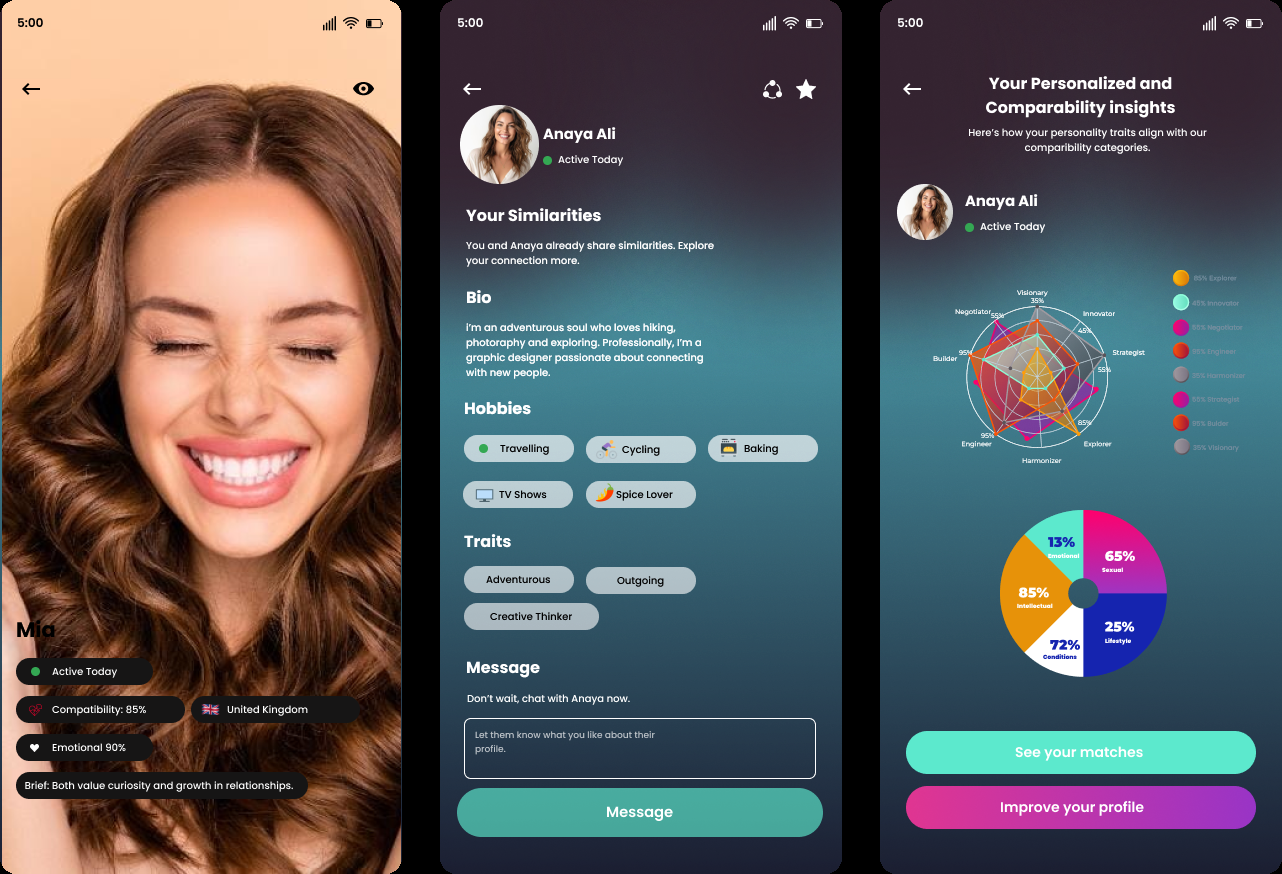 5:00
Mia
Active Today
Compatibility: 85%
United Kingdom
Emotional 90%
Brief: Both value curiosity and growth in relationships.
5:00
Anaya Ali
Active Today
Your Similarities
You and Anaya already share similarities. Explore
your connection more.
Bio
i'm an adventurous soul who loves hiking,
photoraphy and exploring. Professionally, I'm a
graphic designer passionate about connecting
with new people.
Hobbies
Travelling
Cycling
Baking
TV Shows
Spice Lover
Traits
Adventurous
Outgoing
Creative Thinker
Message
Don't wait, chat with Anaya now.
Let them know what you like about their
profile.
Message
5:00
Your Personalized and
Comparability insights
Here's how your personality traits align with our
comparibility categories.
Anaya Ali
Active Today
Visionary
35%
Negotiator
55%
Innovator
45%
Builder
95%
Strategist
55%
Engineer
95%
Explorer
85%
Harmonizer
85% Explorer
45% Innovator
55% Negotiator
95% Engineer
35% Harmonizer
55% Strategist
95% Builder
35% Visionary
13%
Emotional
65%
Sexual
85%
Intellectual
25%
Lifestyle
72%
Conditions
See your matches
Improve your profile